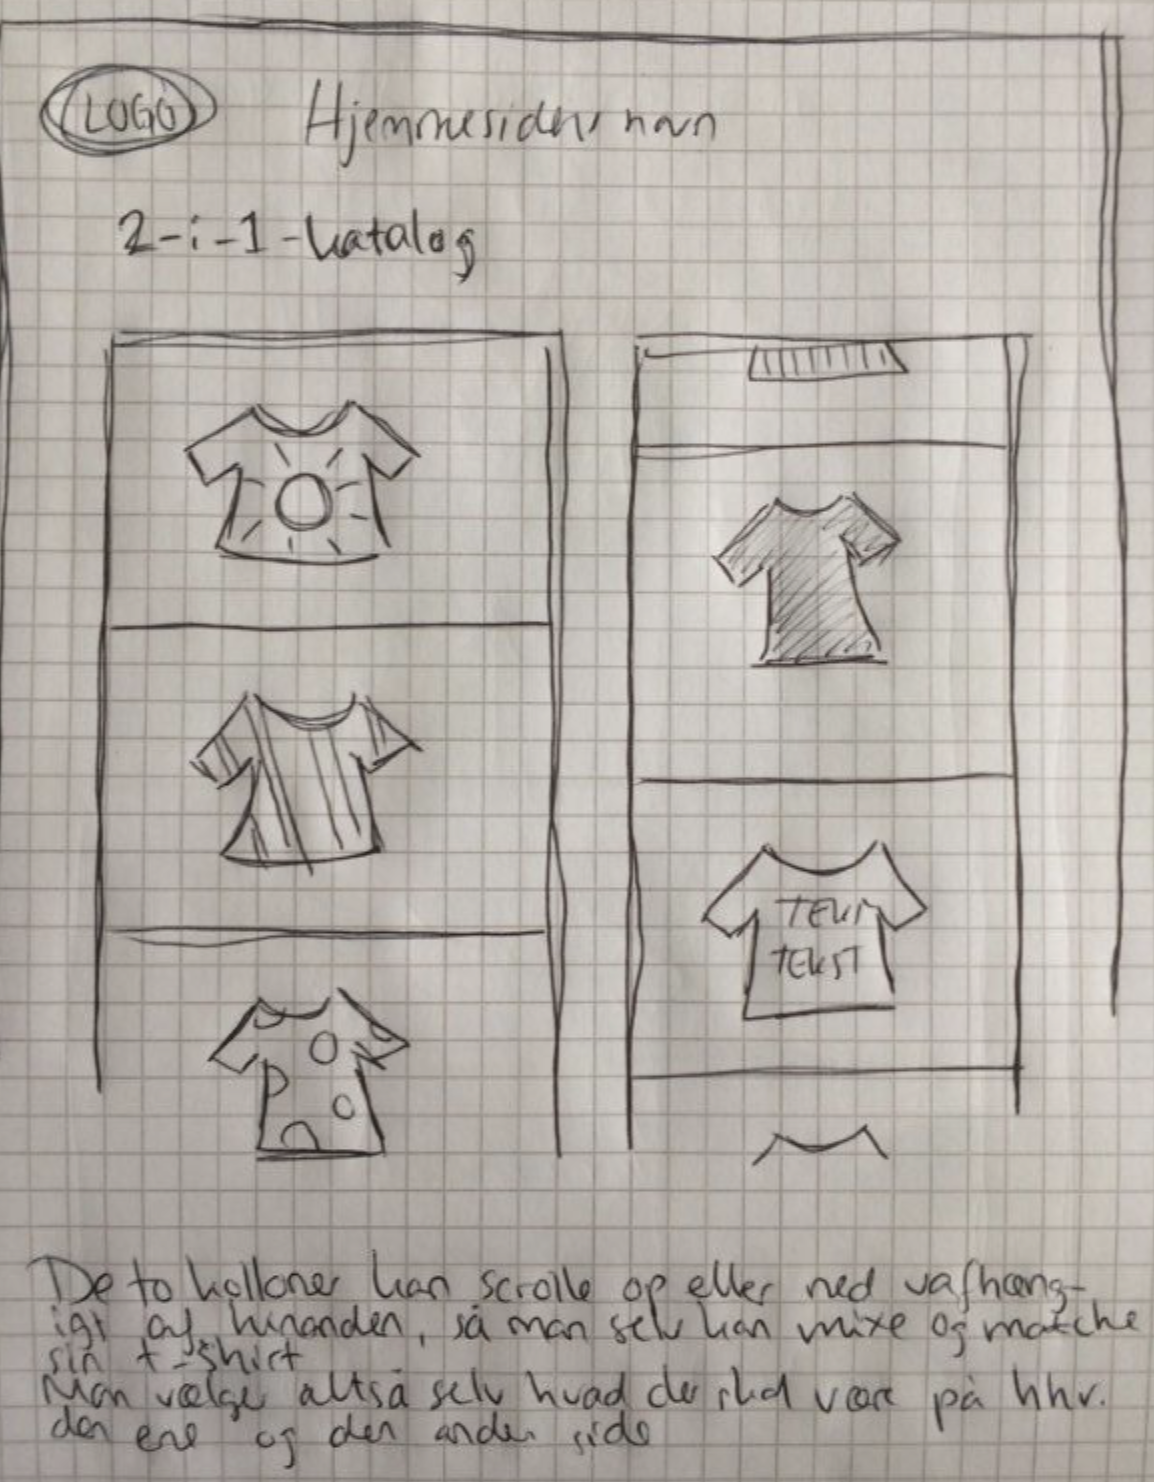 LOGO Hjemmesidens navn
2-i-1-katalog
TEKST
TEKST
De to kolloner kan scrolle op eller ned uafhæng-
igt af hinanden, så man selv kan mixe og matche
sin t-shirt
Man vælger altså selv hvad der skal være på hhv.
den ene og den anden side